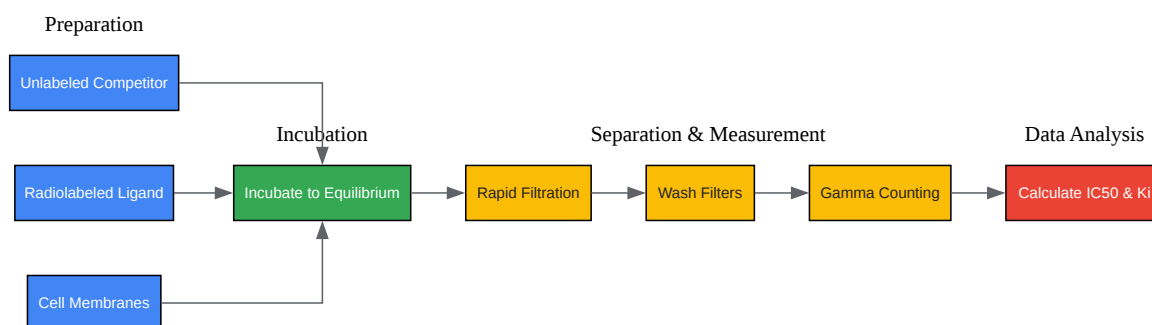 Preparation
Unlabeled Competitor
Incubation
Separation & Measurement
Data Analysis
Radiolabeled Ligand
Incubate to Equilibrium
Rapid Filtration
Wash Filters
Gamma Counting
Calculate IC50 & Ki
Cell Membranes